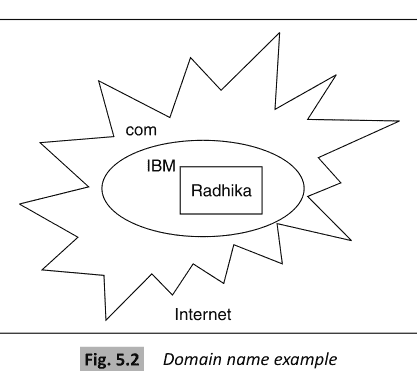 com
IBM
Radhika
Internet
Fig. 5.2 Domain name example